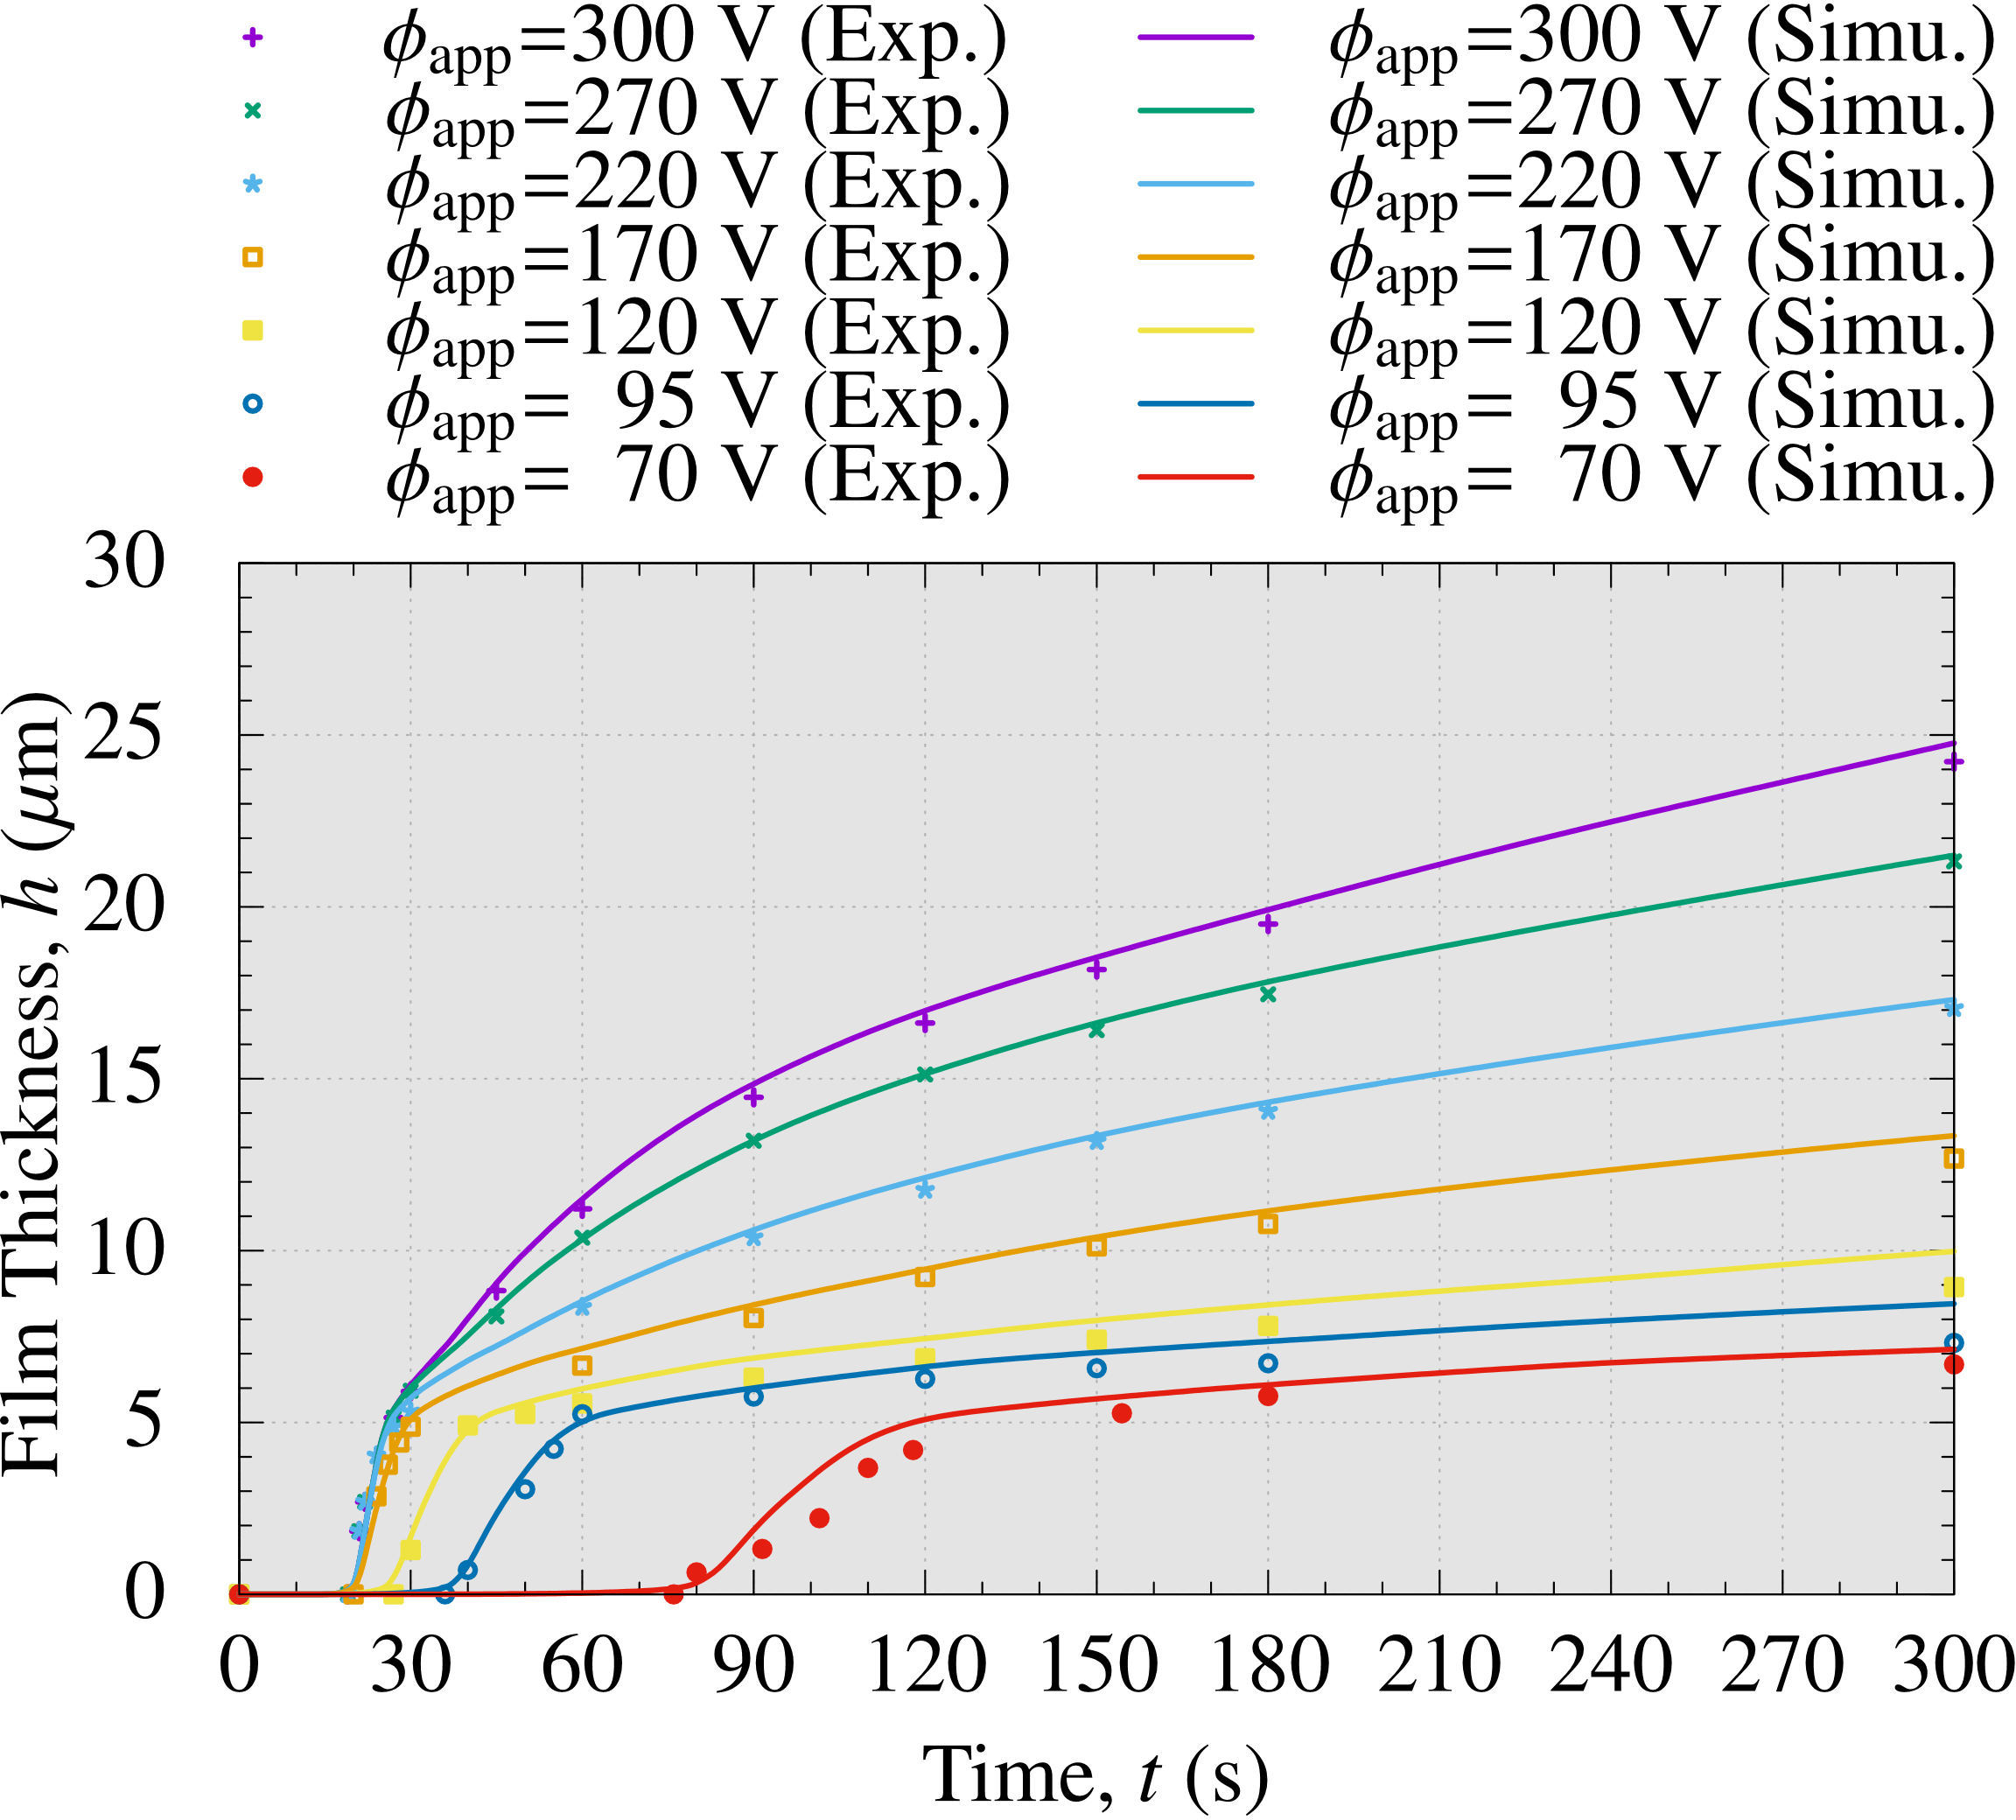 ϕapp=300 V (Exp.) ϕapp=300 V (Simu.)
ϕapp=270 V (Exp.) ϕapp=270 V (Simu.)
ϕapp=220 V (Exp.) ϕapp=220 V (Simu.)
ϕapp=170 V (Exp.) ϕapp=170 V (Simu.)
ϕapp=120 V (Exp.) ϕapp=120 V (Simu.)
ϕapp= 95 V (Exp.) ϕapp= 95 V (Simu.)
ϕapp= 70 V (Exp.) ϕapp= 70 V (Simu.)
30
25
20
15
10
5
0
Film Thickness, h (μm)
0 30 60 90 120 150 180 210 240 270 300
Time, t (s)